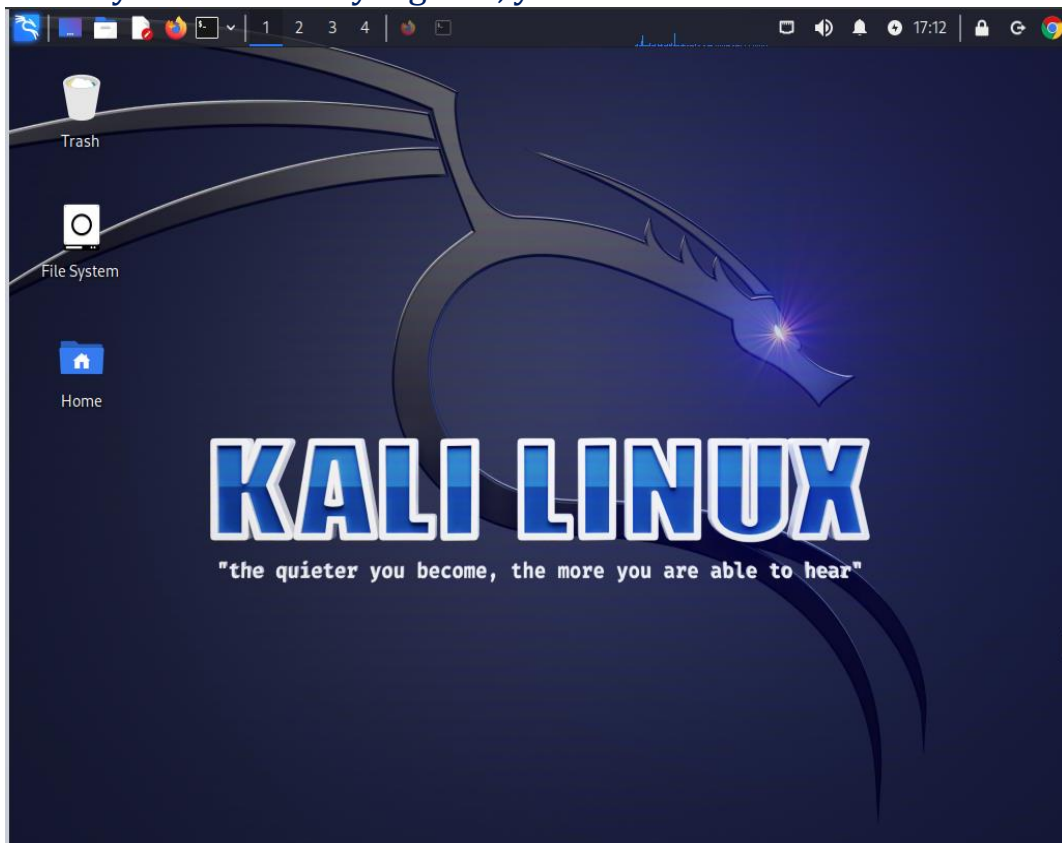 1 2 3 4 17:12
Trash
File System
Home
KALI LINUX
"the quieter you become, the more you are able to hear"